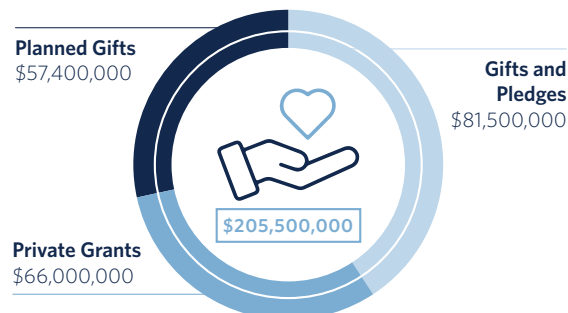 Planned Gifts
$57,400,000
Gifts and
Pledges
$81,500,000
$205,500,000
Private Grants
$66,000,000